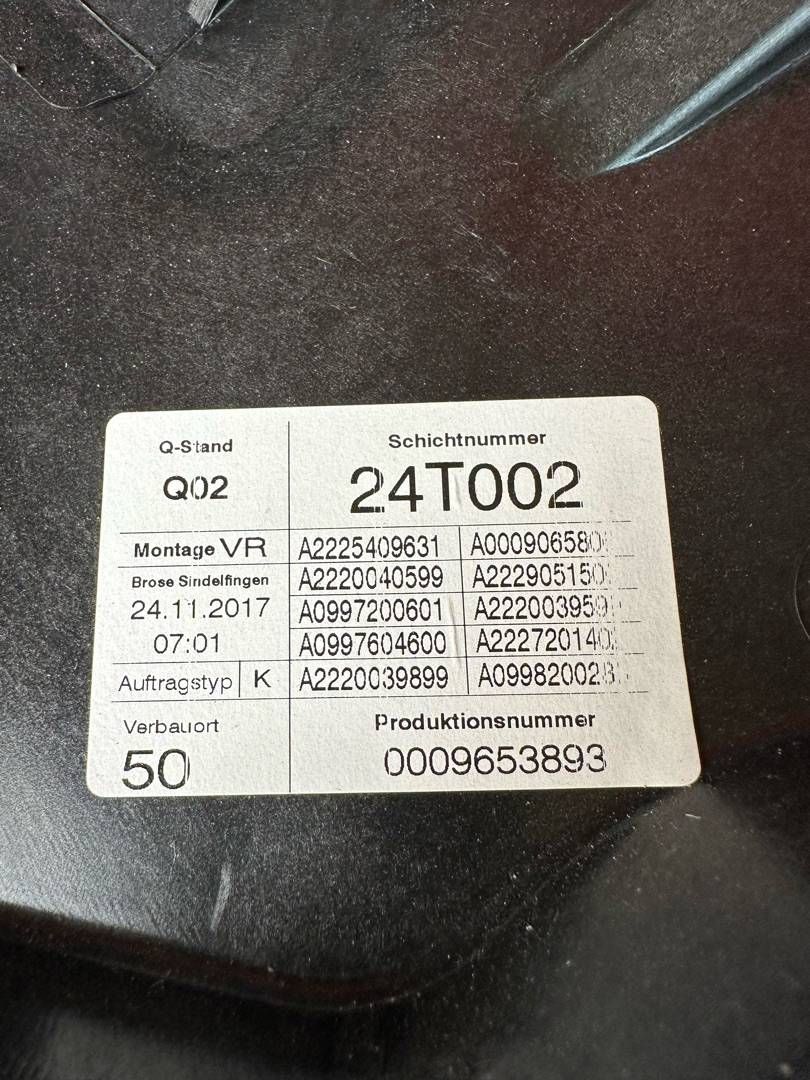 Q-Stand
Q02
Schichtnummer
24T002
Montage VR
Brose Sindelfingen
24.11.2017
07:01
Auftragstyp K
A2225409631
A2220040599 A222905150
A0997200601
A0997604600
A2220039899
Verbauort
50
Produktionsnummer
0009653893